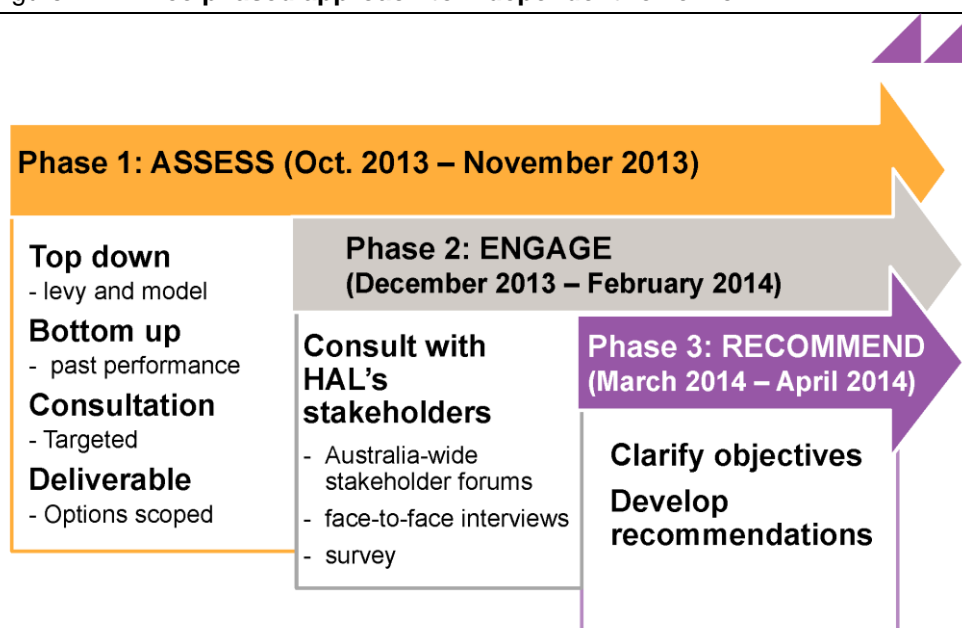 Phase 1: ASSESS (Oct. 2013 – November 2013)
Top down
- levy and model
Bottom up
- past performance
Consultation
- Targeted
Deliverable
- Options scoped
Phase 2: ENGAGE
(December 2013 – February 2014)
Consult with
HAL's
stakeholders
- Australia-wide
stakeholder forums
- face-to-face interviews
- survey
Phase 3: RECOMMEND
(March 2014 – April 2014)
Clarify objectives
Develop
recommendations